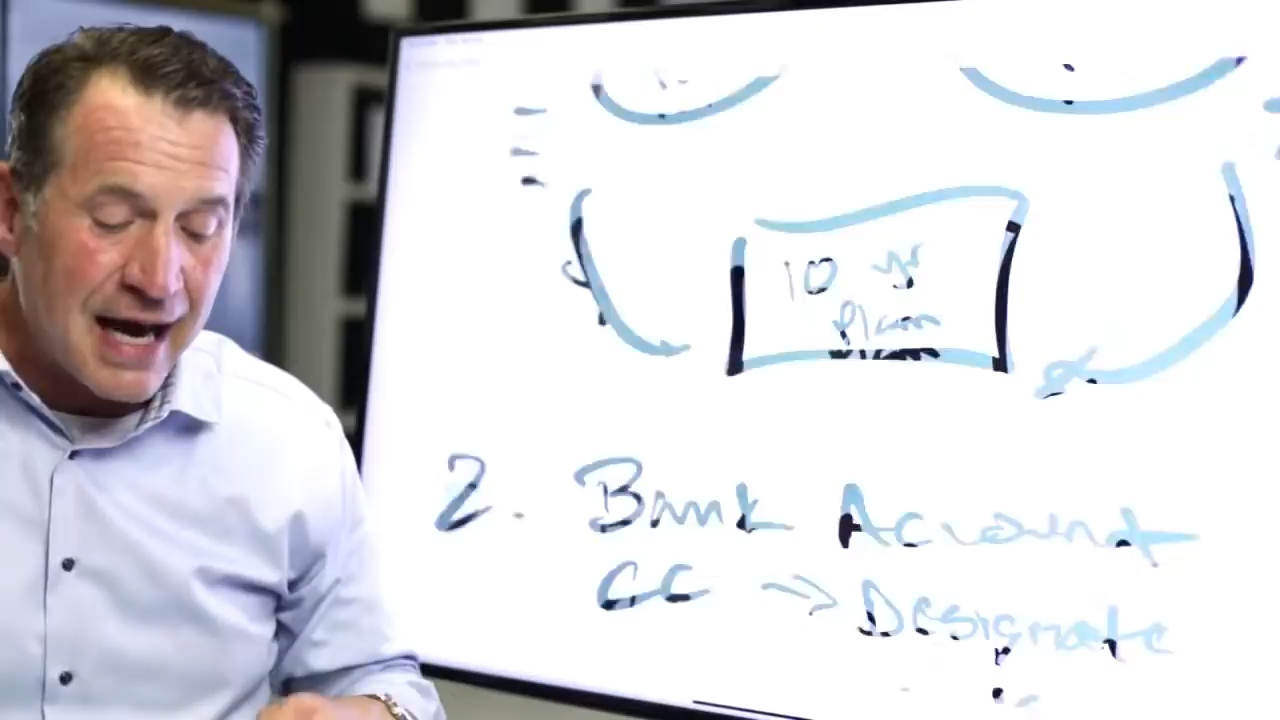 10 yr
Plan
2. Bank Account
CC → Designate